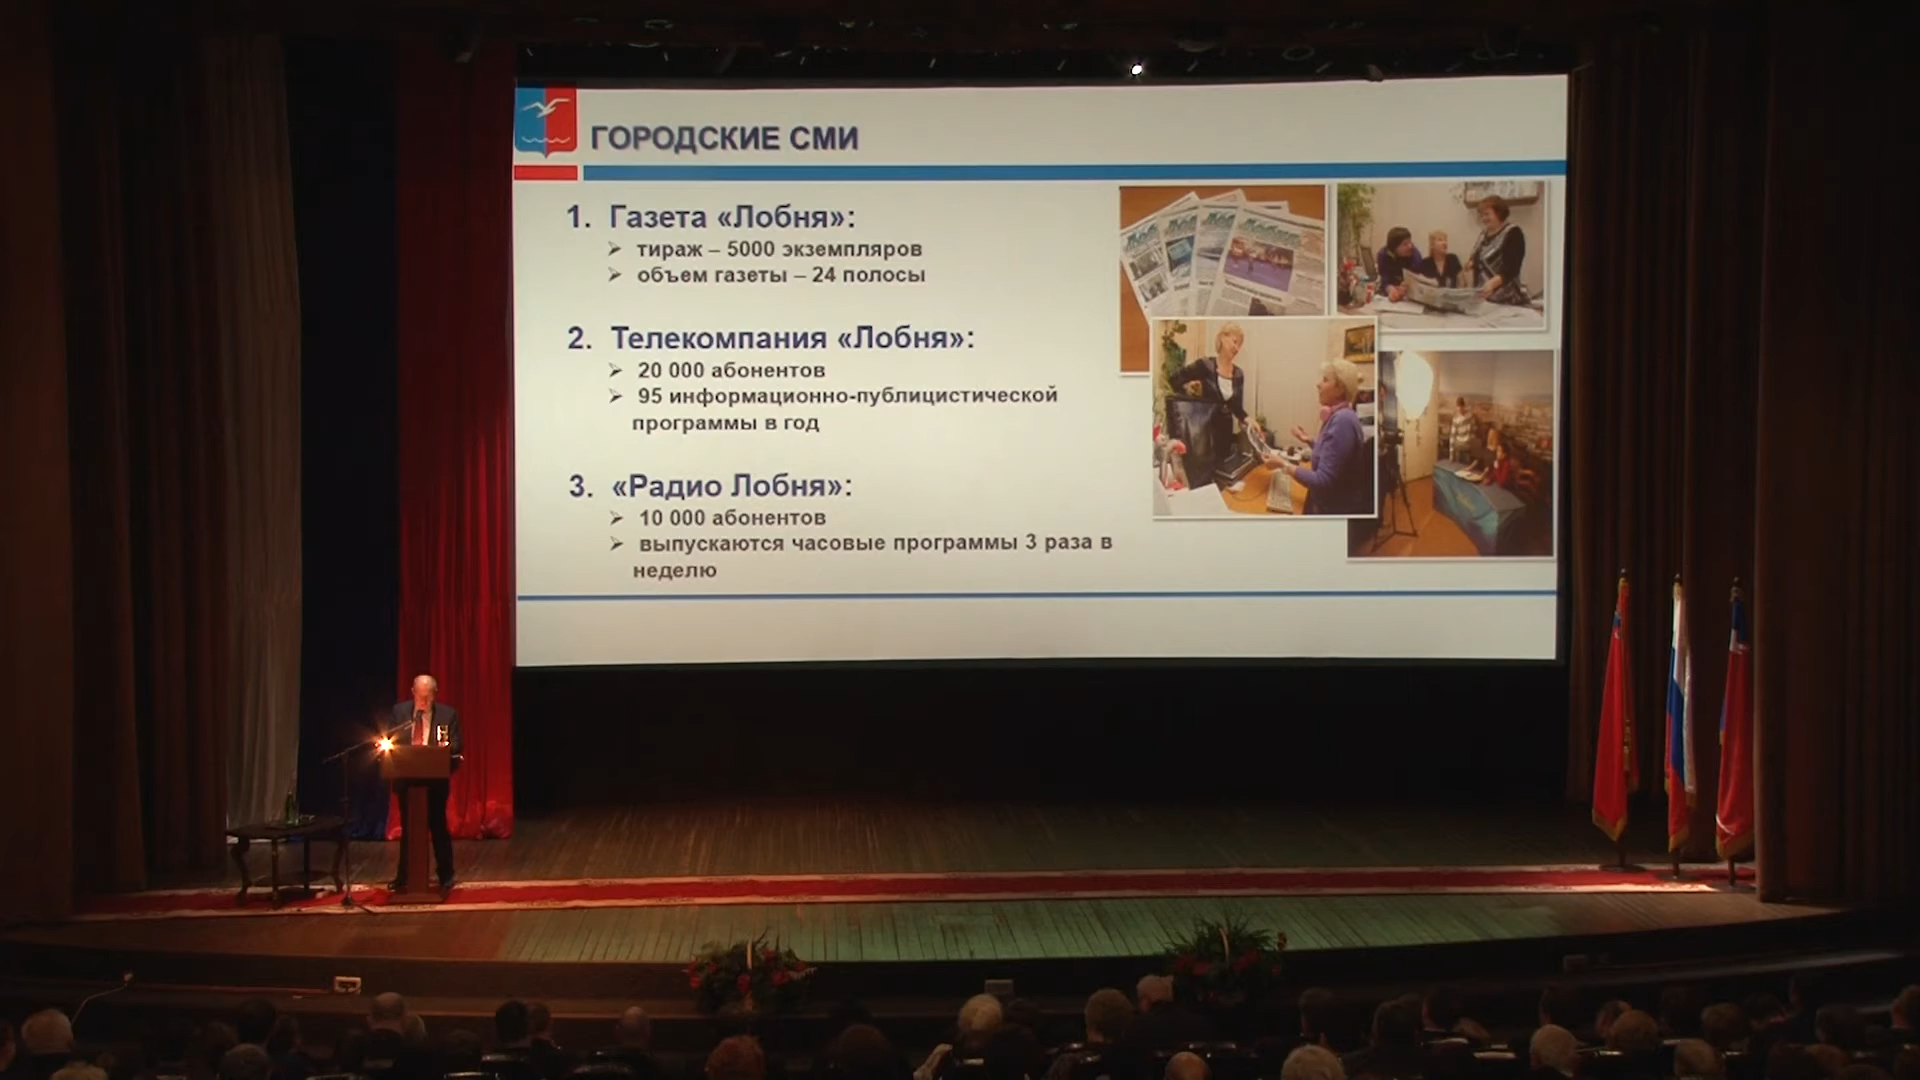 ГОРОДСКИЕ СМИ
1. Газета «Лобня»:
➢ тираж – 5000 экземпляров
➢ объем газеты – 24 полосы
2. Телекомпания «Лобня»:
➢ 20 000 абонентов
➢ 95 информационно-публицистической
программы в год
3. «Радио Лобня»:
➢ 10 000 абонентов
➢ выпускаются часовые программы 3 раза в
неделю